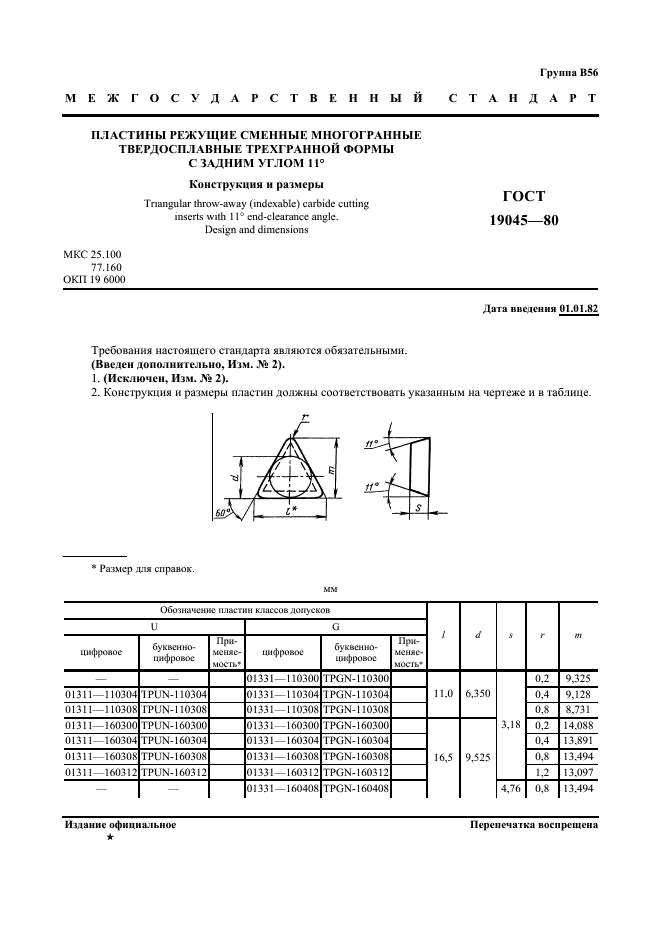 Группа В56
МЕЖГОСУДАРСТВЕННЫЙ СТАНДАРТ
ПЛАСТИНЫ РЕЖУЩИЕ СМЕННЫЕ МНОГОГРАННЫЕ
ТВЕРДОСПЛАВНЫЕ ТРЕХГРАННОЙ ФОРМЫ
С ЗАДНИМ УГЛОМ 11°
Конструкция и размеры
Triangular throw-away (indexable) carbide cutting
inserts with 11° end-clearance angle.
Design and dimensions
ГОСТ
19045—80
МКС 25.100
77.160
ОКП 19 6000
Дата введения 01.01.82
Требования настоящего стандарта являются обязательными.
(Введен дополнительно, Изм. № 2).
1. (Исключен, Изм. № 2).
2. Конструкция и размеры пластин должны соответствовать указанным на чертеже и в таблице.
r
d
m
60°
l*
11°
11°
S
* Размер для справок.
мм
Обозначение пластин классов допусков
U G l d s r m
цифровое буквенно-цифровое При-меняе-мость* цифровое буквенно-цифровое При-меняе-мость*
— — 01331—110300 TPGN-110300 11,0 6,350 3,18 0,2 9,325
01311—110304 TPUN-110304 01331—110304 TPGN-110304 0,4 9,128
01311—110308 TPUN-110308 01331—110308 TPGN-110308 0,8 8,731
01311—160300 TPUN-160300 01331—160300 TPGN-160300 16,5 9,525 0,2 14,088
01311—160304 TPUN-160304 01331—160304 TPGN-160304 0,4 13,891
01311—160308 TPUN-160308 01331—160308 TPGN-160308 0,8 13,494
01311—160312 TPUN-160312 01331—160312 TPGN-160312 1,2 13,097
— — 01331—160408 TPGN-160408 4,76 0,8 13,494
Издание официальное Перепечатка воспрещена
★